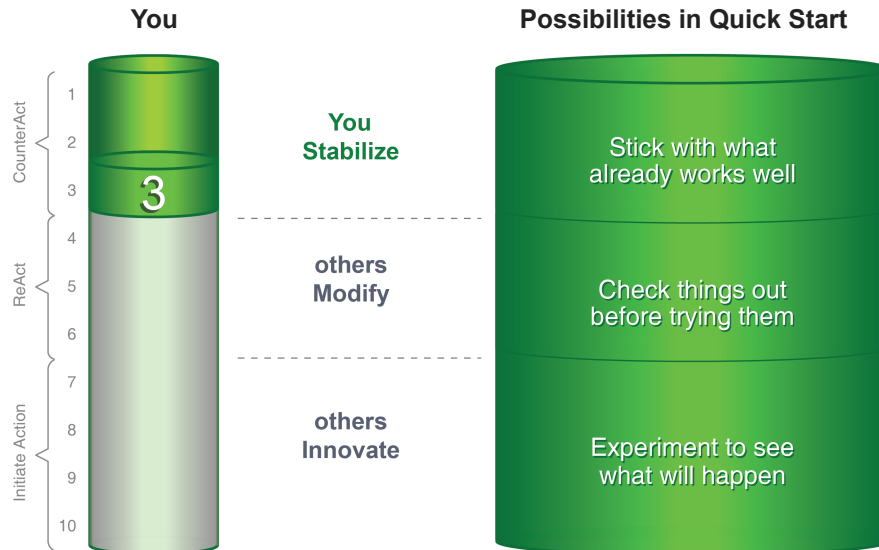 You
Possibilities in Quick Start
CounterAct
1
2
3
3
You
Stabilize
Stick with what
already works well
ReAct
4
5
6
others
Modify
Check things out
before trying them
Initiate Action
7
8
9
10
others
Innovate
Experiment to see
what will happen